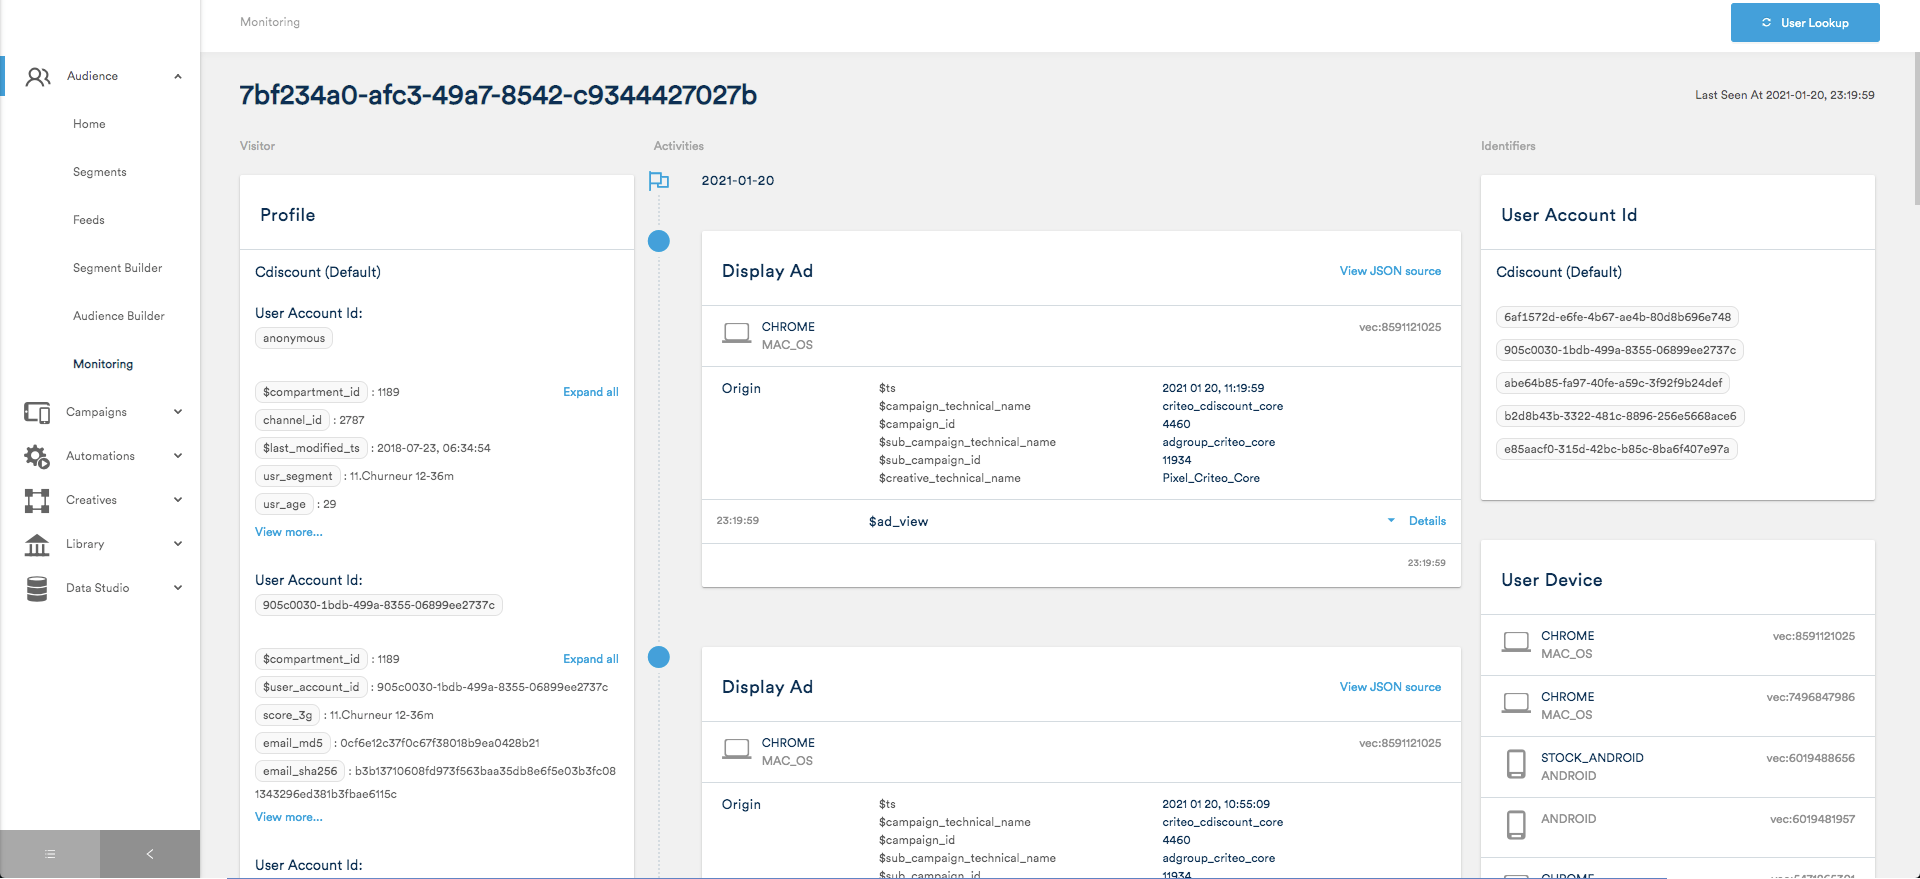 Monitoring
User Lookup
Audience
Home
Segments
Feeds
Segment Builder
Audience Builder
Monitoring
Campaigns
Automations
Creatives
Library
Data Studio
7bf234a0-afc3-49a7-8542-c9344427027b
Last Seen At 2021-01-20, 23:19:59
Visitor
Profile
Cdiscount (Default)
User Account Id:
anonymous
$compartment_id : 1189 Expand all
channel_id : 2787
$last_modified_ts : 2018-07-23, 06:34:54
usr_segment : 11.Churneur 12-36m
usr_age : 29
View more...
User Account Id:
905c0030-1bdb-499a-8355-06899ee2737c
$compartment_id : 1189 Expand all
$user_account_id : 905c0030-1bdb-499a-8355-06899ee2737c
score_3g : 11.Churneur 12-36m
email_md5 : 0cf6e12c37f0c67f38018b9ea0428b21
email_sha256 : b3b13710608fd973f563baa35db8e6f5e03b3fc08
1343296ed381b3fbae6115c
View more...
User Account Id:
Activities
2021-01-20
Display Ad View JSON source
CHROME vec:8591121025
MAC_OS
Origin $ts 2021 01 20, 11:19:59
$campaign_technical_name criteo_cdiscount_core
$campaign_id 4460
$sub_campaign_technical_name adgroup_criteo_core
$sub_campaign_id 11934
$creative_technical_name Pixel_Criteo_Core
23:19:59 $ad_view Details
23:19:59
Display Ad View JSON source
CHROME vec:8591121025
MAC_OS
Origin $ts 2021 01 20, 10:55:09
$campaign_technical_name criteo_cdiscount_core
$campaign_id 4460
$sub_campaign_technical_name adgroup_criteo_core
$sub_campaign_id 11934
Identifiers
User Account Id
Cdiscount (Default)
6af1572d-e6fe-4b67-ae4b-80d8b696e748
905c0030-1bdb-499a-8355-06899ee2737c
abe64b85-fa97-40fe-a59c-3f92f9b24def
b2d8b43b-3322-481c-8896-256e5668ace6
e85aacf0-315d-42bc-b85c-8ba6f407e97a
User Device
CHROME vec:8591121025
MAC_OS
CHROME vec:7496847986
MAC_OS
STOCK_ANDROID vec:6019488656
ANDROID
ANDROID vec:6019481957
CHROME